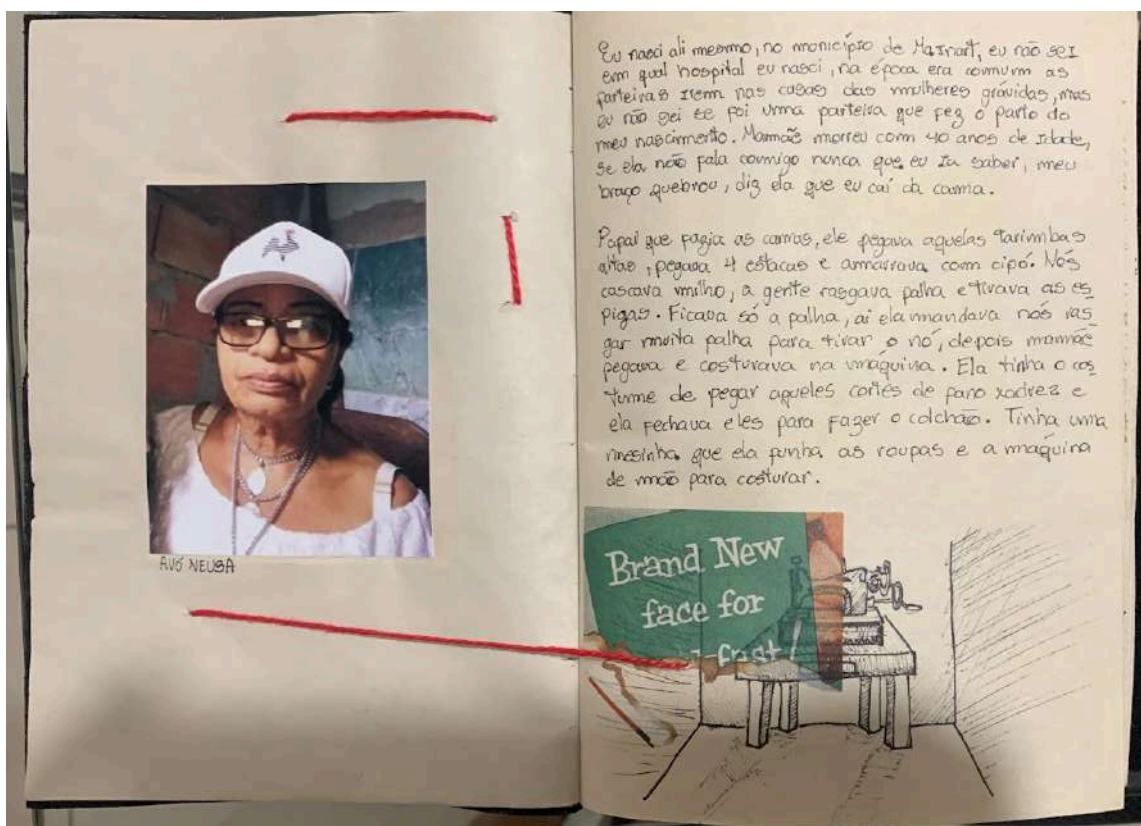 AVÓ NEUSA
Eu nasci ali mesmo, no município de Maynart, eu não sei
em qual hospital eu nasci, na época era comum as
parteiras irem nas casas das mulheres grávidas, mas
eu não sei se foi uma parteira que fez o parto do
meu nascimento. Mamãe morreu com 40 anos de idade,
se ela não fala comigo nunca que eu ia saber, meu
braço quebrou, diz ela que eu caí da cama.
Papai que fazia as camas, ele pegava aquelas tarimbas
altas, pegava 4 estacas e amarrava com cipó. Nós
cascava milho, a gente rasgava palha e tirava as es
pigas. Ficava só a palha, aí ela mandava nós ras
gar muita palha para tirar o nó, depois mamãe
pegava e costurava na máquina. Ela tinha o cos
tume de pegar aqueles cortes de pano xadrez e
ela fechava eles para fazer o colchão. Tinha uma
mesinha que ela punha as roupas e a máquina
de mão para costurar.
Brand New
face for